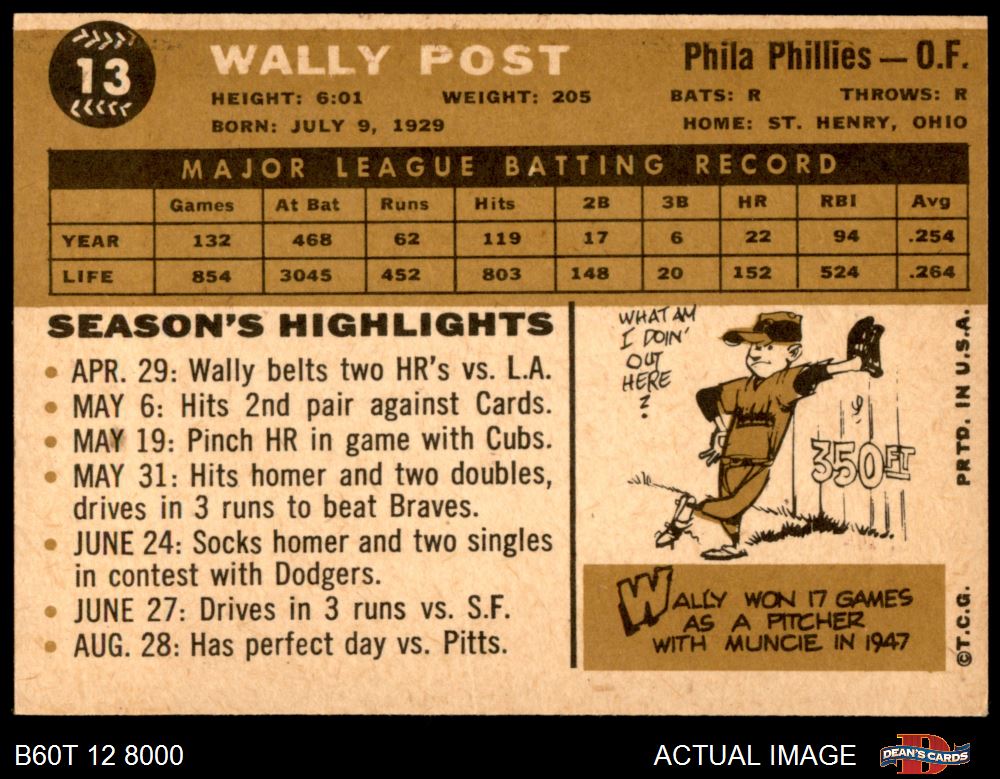 13
WALLY POST
Phila Phillies — O.F.
HEIGHT: 6:01 WEIGHT: 205 BATS: R THROWS: R
BORN: JULY 9, 1929 HOME: ST. HENRY, OHIO
MAJOR LEAGUE BATTING RECORD
Games At Bat Runs Hits 2B 3B HR RBI Avg
YEAR 132 468 62 119 17 6 22 94 .254
LIFE 854 3045 452 803 148 20 152 524 .264
SEASON'S HIGHLIGHTS
• APR. 29: Wally belts two HR's vs. L.A.
• MAY 6: Hits 2nd pair against Cards.
• MAY 19: Pinch HR in game with Cubs.
• MAY 31: Hits homer and two doubles,
drives in 3 runs to beat Braves.
• JUNE 24: Socks homer and two singles
in contest with Dodgers.
• JUNE 27: Drives in 3 runs vs. S.F.
• AUG. 28: Has perfect day vs. Pitts.
WHAT AM
I DOIN'
OUT
HERE
?
350 FT
WALLY WON 17 GAMES
AS A PITCHER
WITH MUNCIE IN 1947
PRTD. IN U.S.A.
©T.C.G.
B60T 12 8000
ACTUAL IMAGE
DEAN'S CARDS